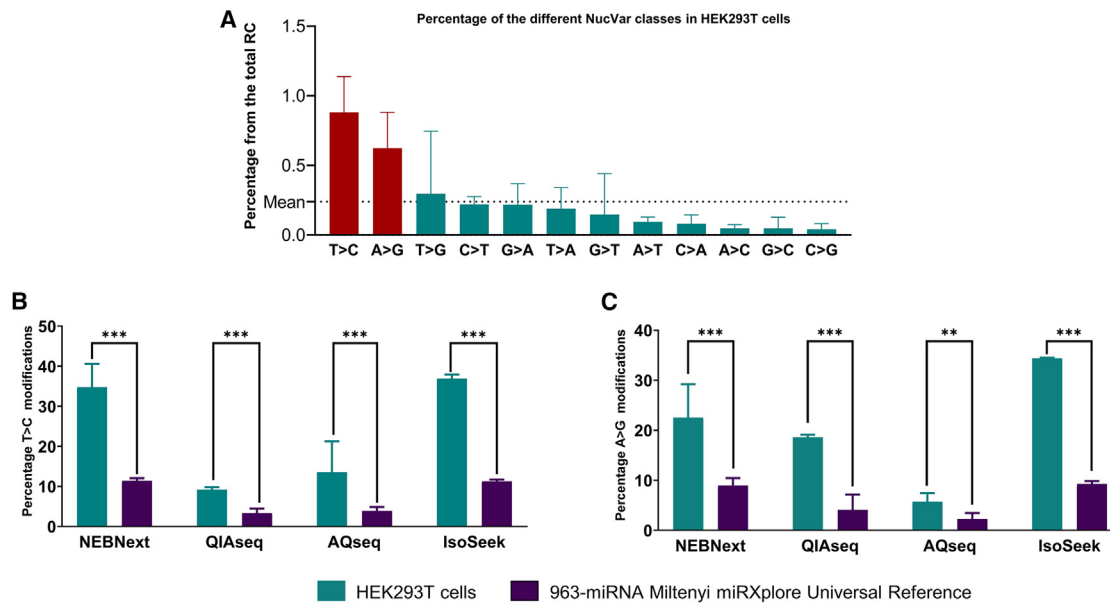 A
Percentage of the different NucVar classes in HEK293T cells
Percentage from the total RC
1.5
1.0
0.5
Mean
0.0
T>C A>G T>G C>T G>A T>A G>T A>T C>A A>C G>C C>G
B
Percentage T>C modifications
50
40
30
20
10
0
*** *** *** ***
NEBNext QIAseq AQseq IsoSeek
C
Percentage A>G modifications
40
30
20
10
0
*** *** ** ***
NEBNext QIAseq AQseq IsoSeek
HEK293T cells 963-miRNA Miltenyi miRXplore Universal Reference